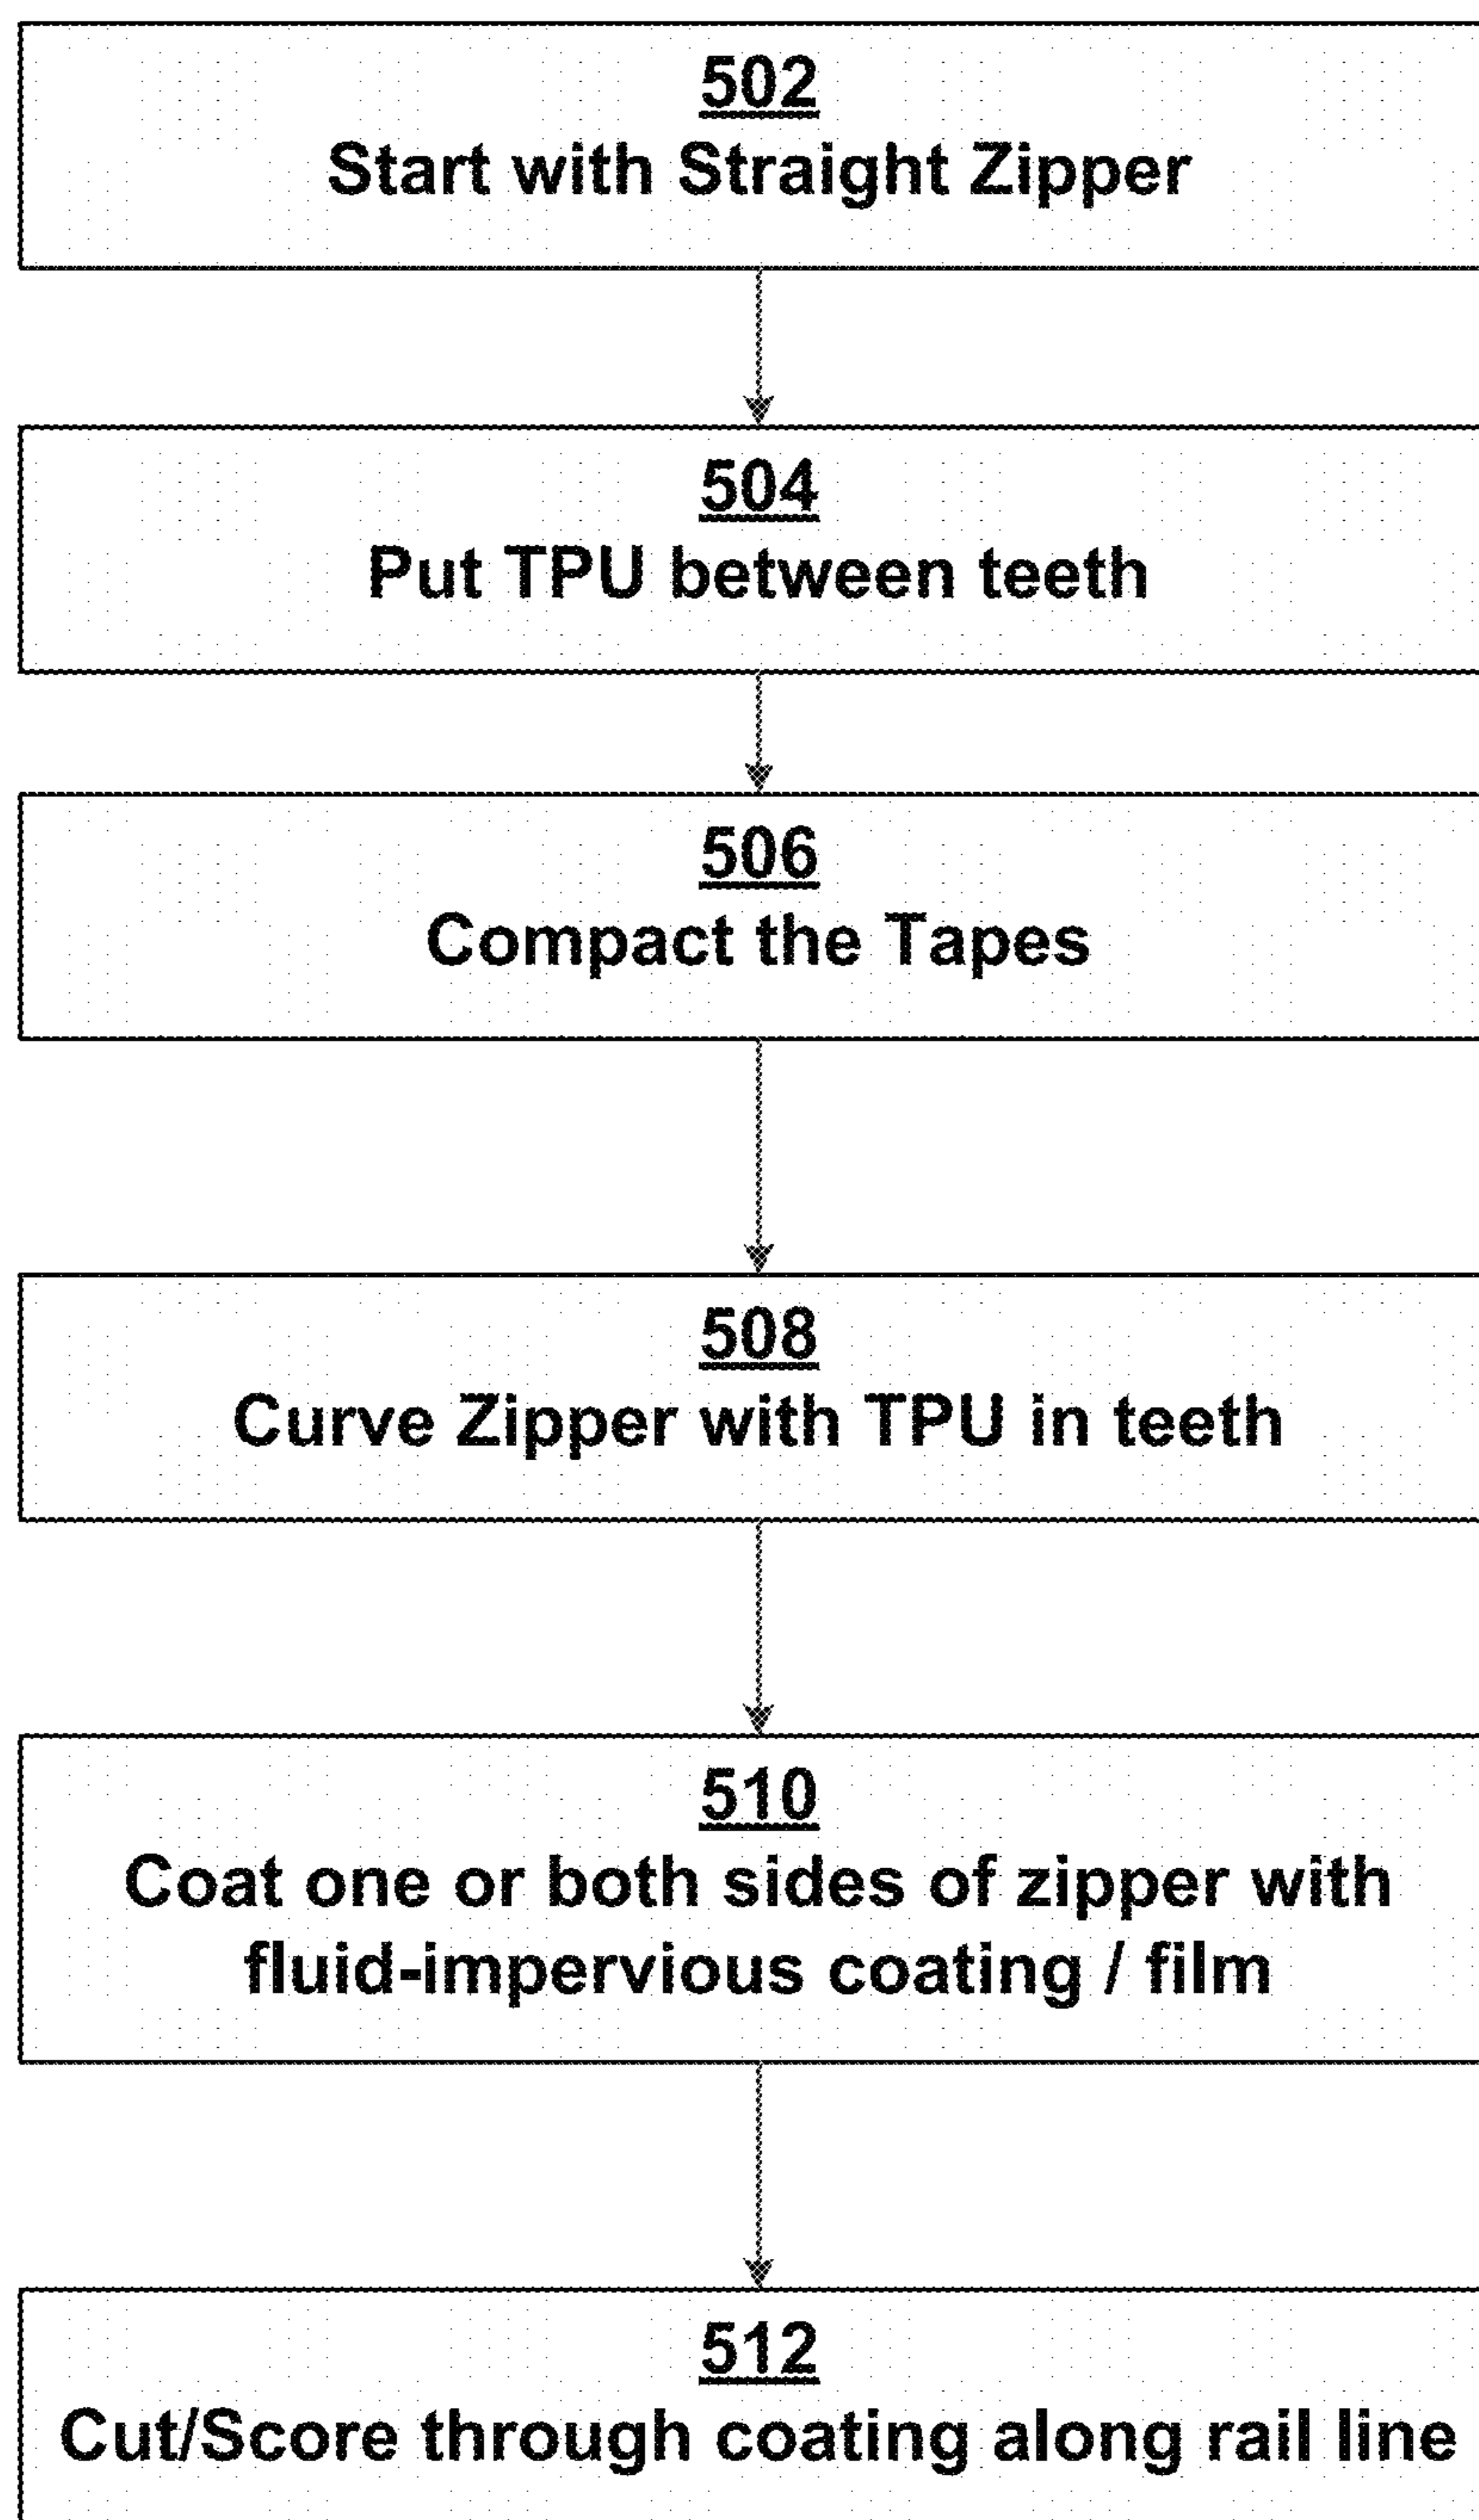 502
Start with Straight Zipper
504
Put TPU between teeth
506
Compact the Tapes
508
Curve Zipper with TPU in teeth
510
Coat one or both sides of zipper with
fluid-impervious coating / film
512
Cut/Score through coating along rail line